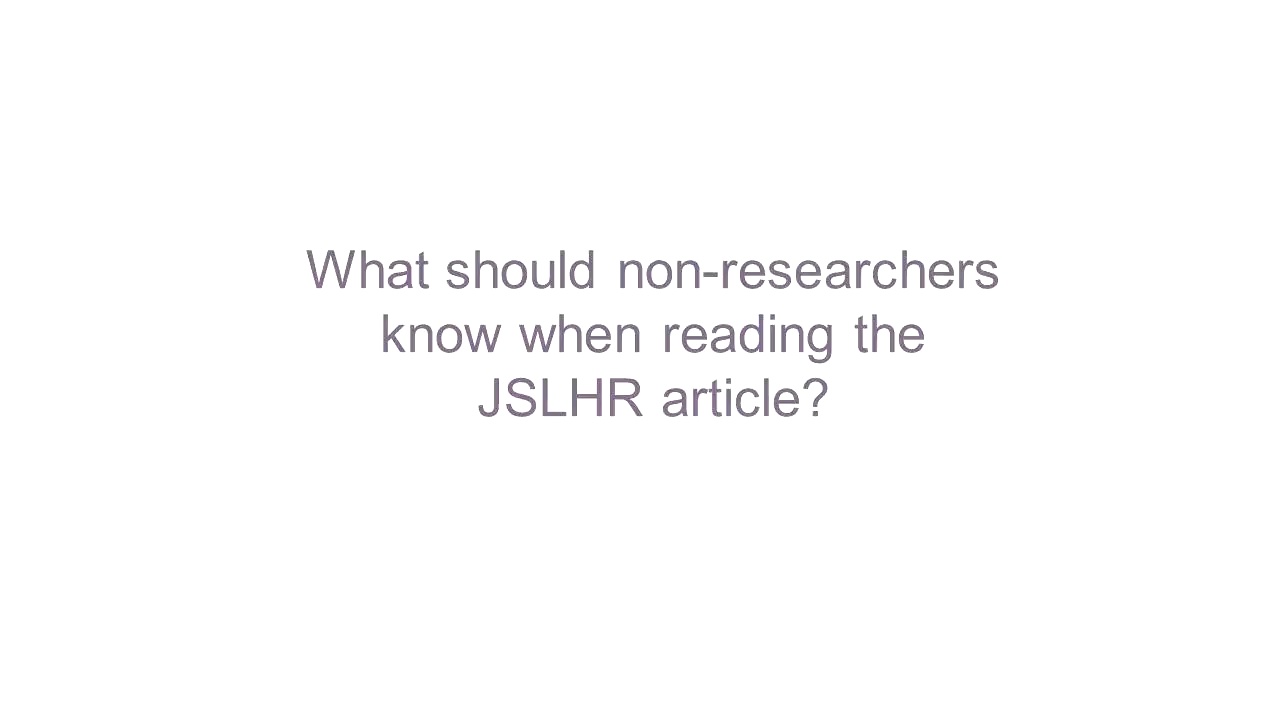 What should non-researchers
know when reading the
JSLHR article?